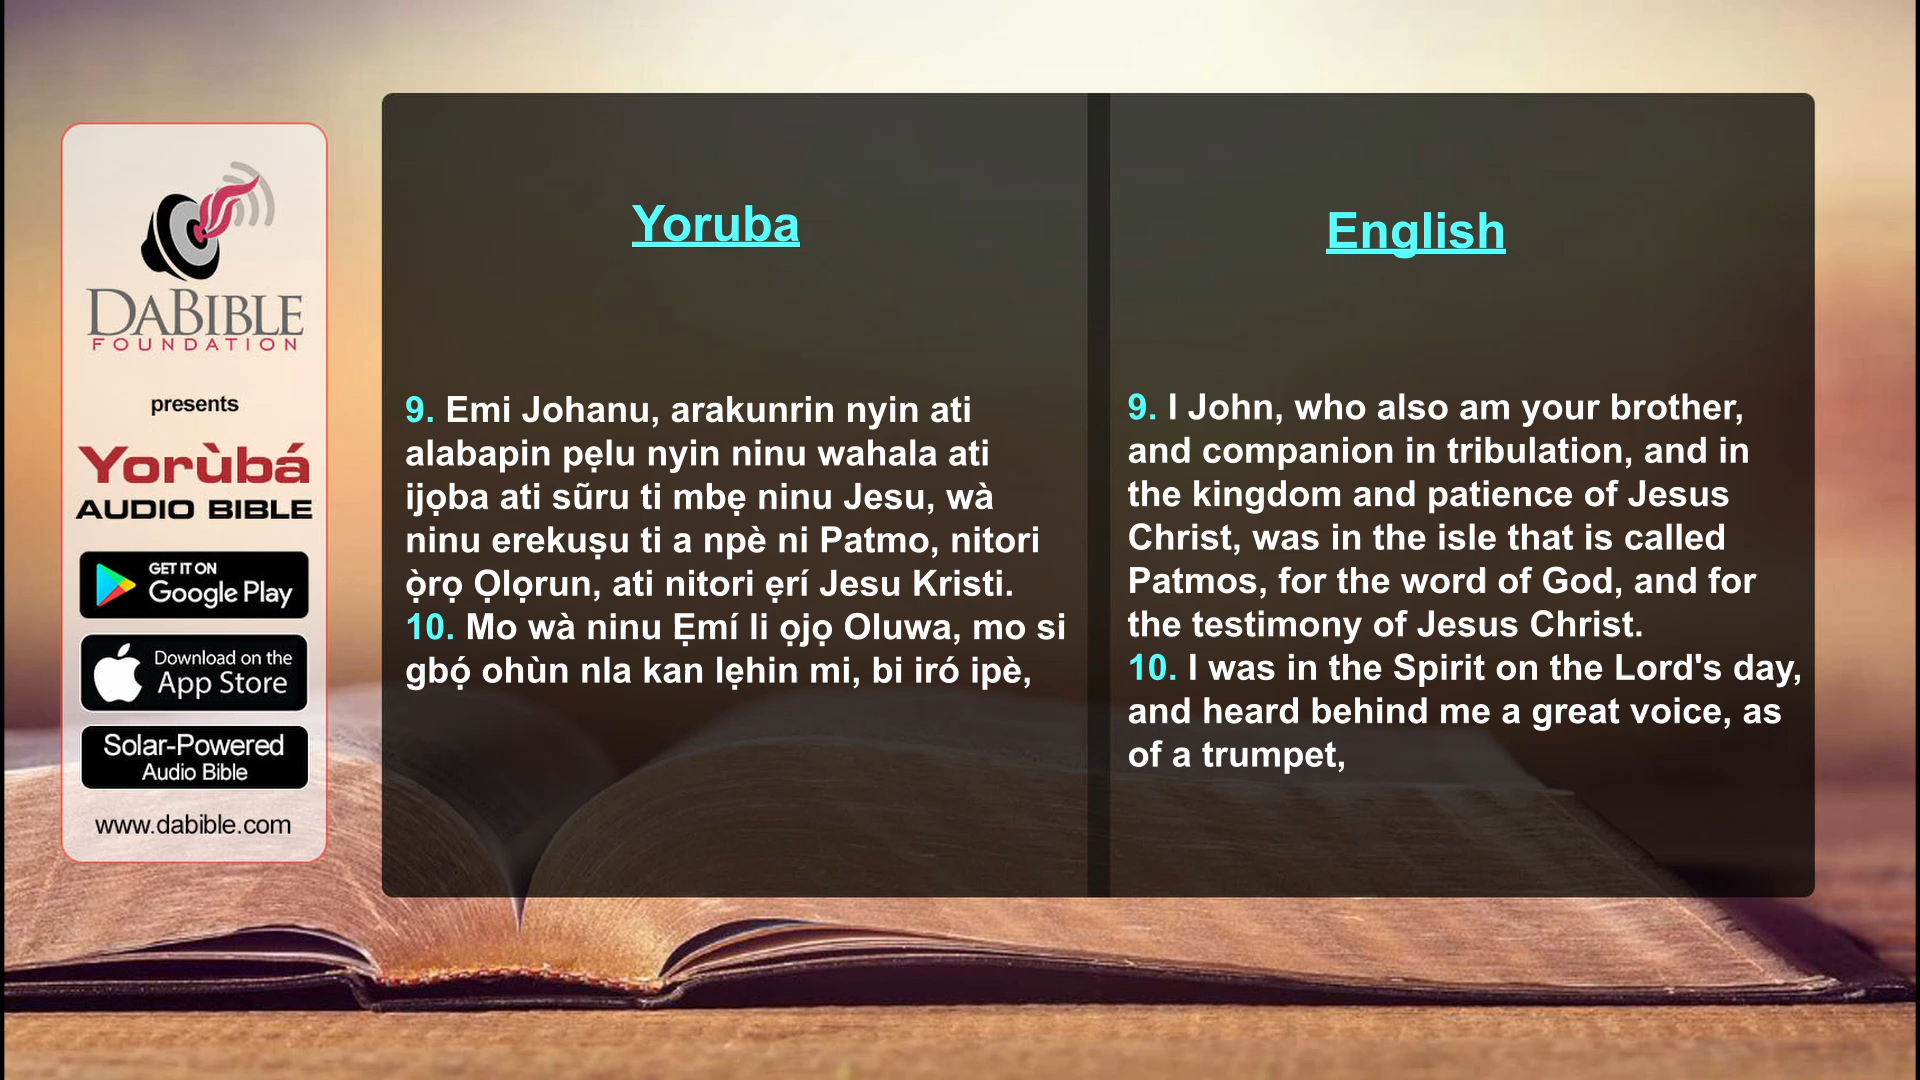 DABIBLE
FOUNDATION
presents
Yorùbá
AUDIO BIBLE
GET IT ON
Google Play
Download on the
App Store
Solar-Powered
Audio Bible
www.dabible.com
Yoruba
9. Emi Johanu, arakunrin nyin ati
alabapin pẹlu nyin ninu wahala ati
ijọba ati sũru ti mbẹ ninu Jesu, wà
ninu erekuṣu ti a npè ni Patmo, nitori
ọ̀rọ Ọlọrun, ati nitori ẹrí Jesu Kristi.
10. Mo wà ninu Ẹmí li ọjọ Oluwa, mo si
gbọ́ ohùn nla kan lẹhin mi, bi iró ipè,
English
9. I John, who also am your brother,
and companion in tribulation, and in
the kingdom and patience of Jesus
Christ, was in the isle that is called
Patmos, for the word of God, and for
the testimony of Jesus Christ.
10. I was in the Spirit on the Lord's day,
and heard behind me a great voice, as
of a trumpet,